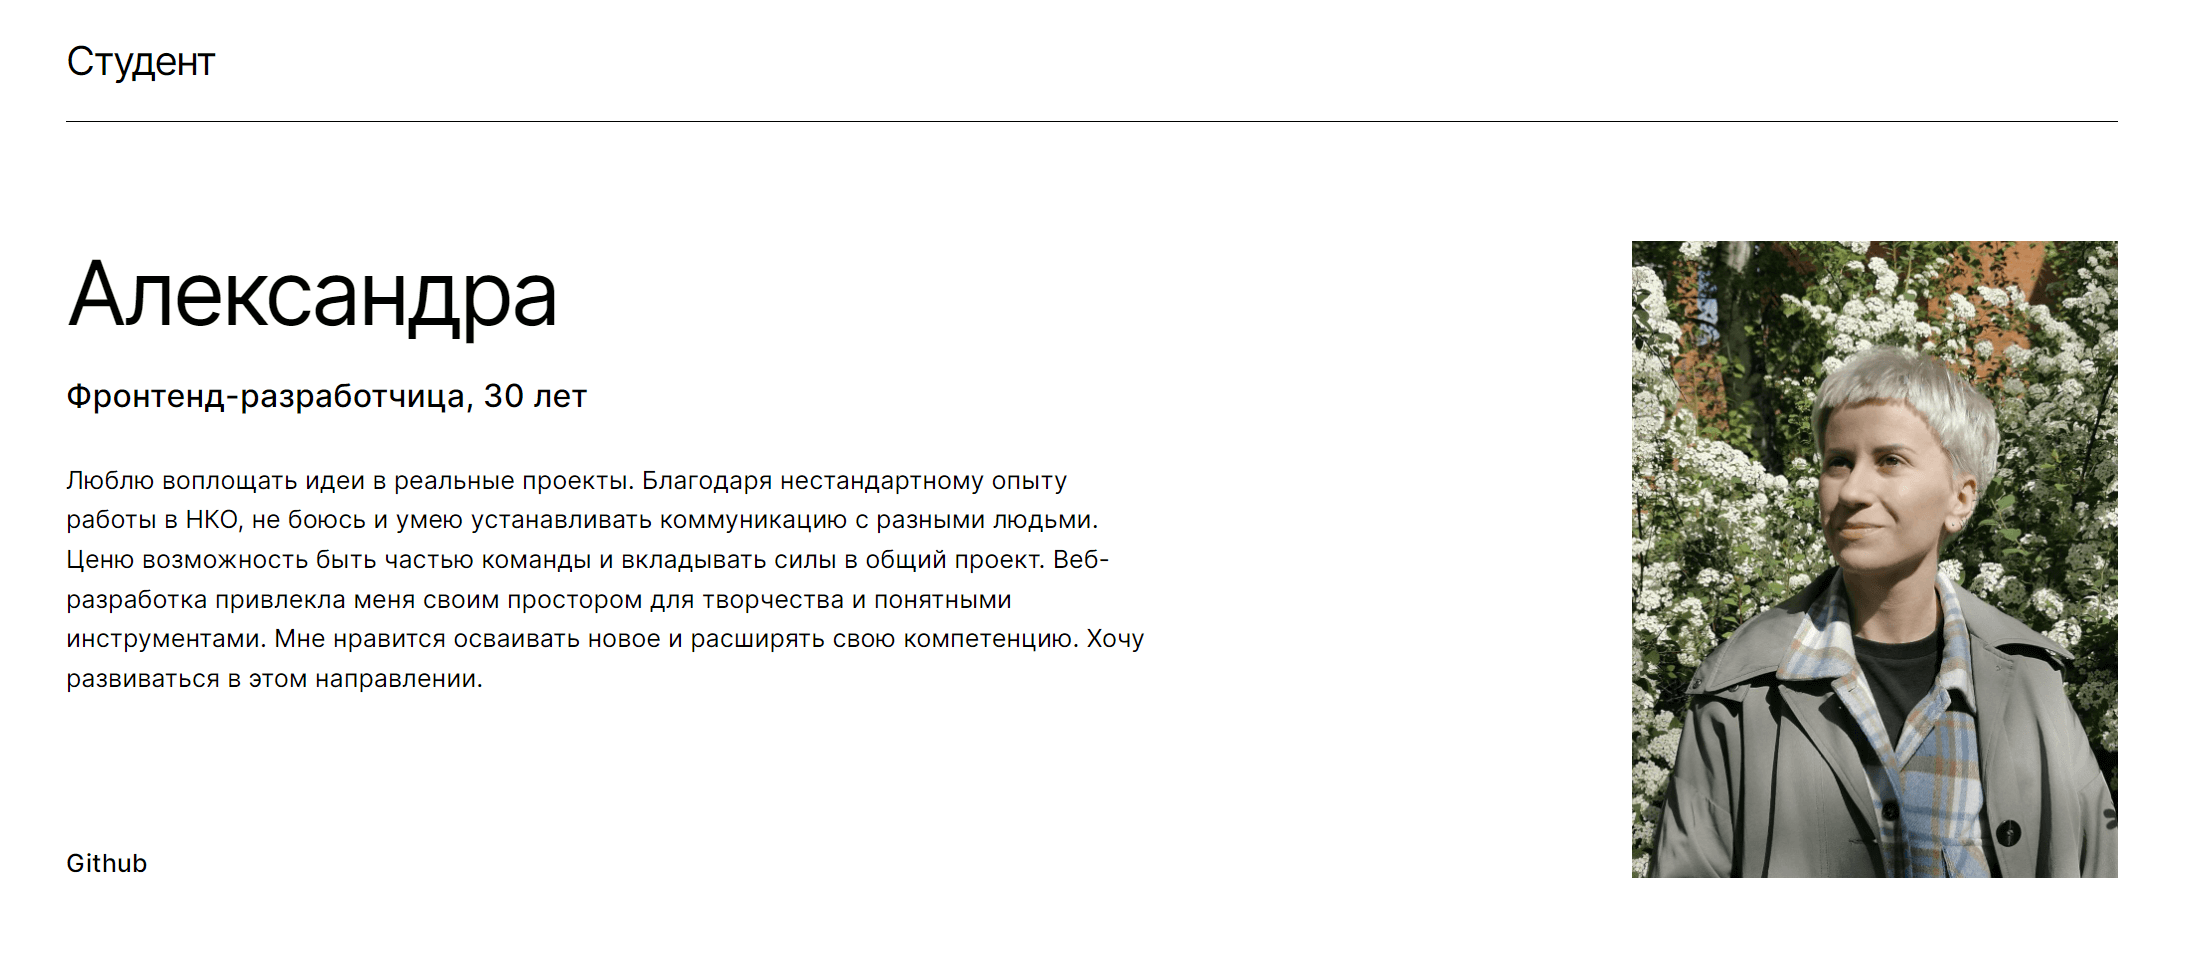 Студент
Александра
Фронтенд-разработчица, 30 лет
Люблю воплощать идеи в реальные проекты. Благодаря нестандартному опыту
работы в НКО, не боюсь и умею устанавливать коммуникацию с разными людьми.
Ценю возможность быть частью команды и вкладывать силы в общий проект. Веб-
разработка привлекла меня своим простором для творчества и понятными
инструментами. Мне нравится осваивать новое и расширять свою компетенцию. Хочу
развиваться в этом направлении.
Github